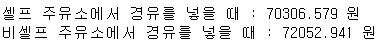 셀프 주유소에서 경유를 넣을 때 : 70306.579 원
비셀프 주유소에서 경유를 넣을 때 : 72052.941 원